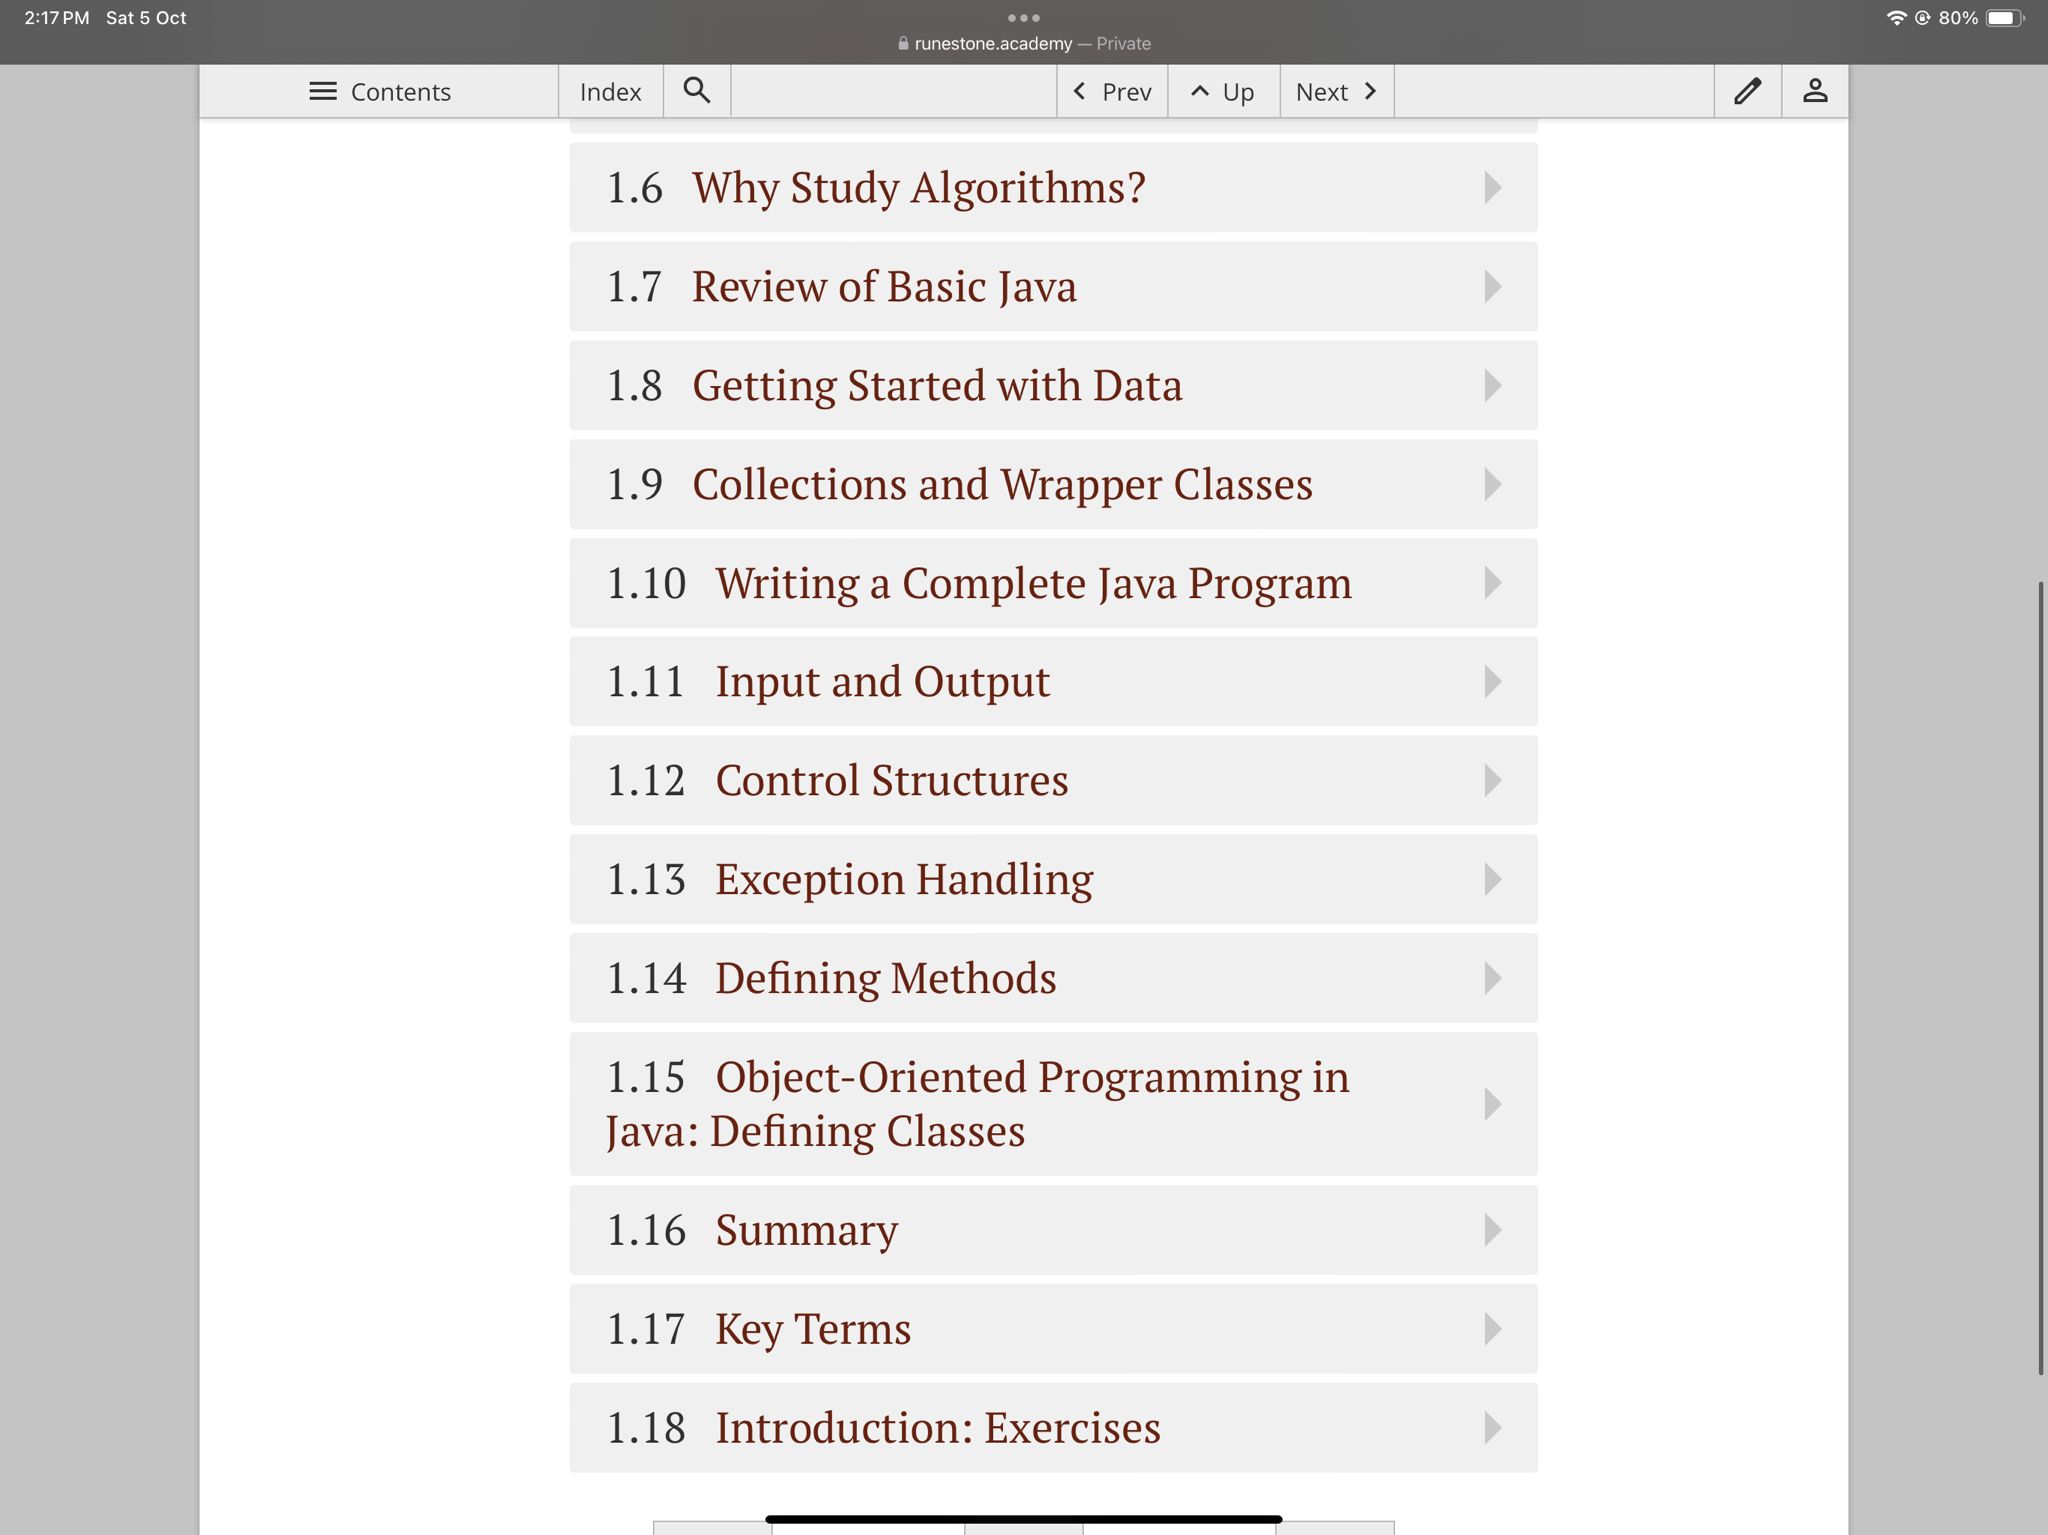 2:17 PM Sat 5 Oct
80%
runestone.academy — Private
Contents
Index
Prev
Up
Next
1.6 Why Study Algorithms?
1.7 Review of Basic Java
1.8 Getting Started with Data
1.9 Collections and Wrapper Classes
1.10 Writing a Complete Java Program
1.11 Input and Output
1.12 Control Structures
1.13 Exception Handling
1.14 Defining Methods
1.15 Object-Oriented Programming in
Java: Defining Classes
1.16 Summary
1.17 Key Terms
1.18 Introduction: Exercises